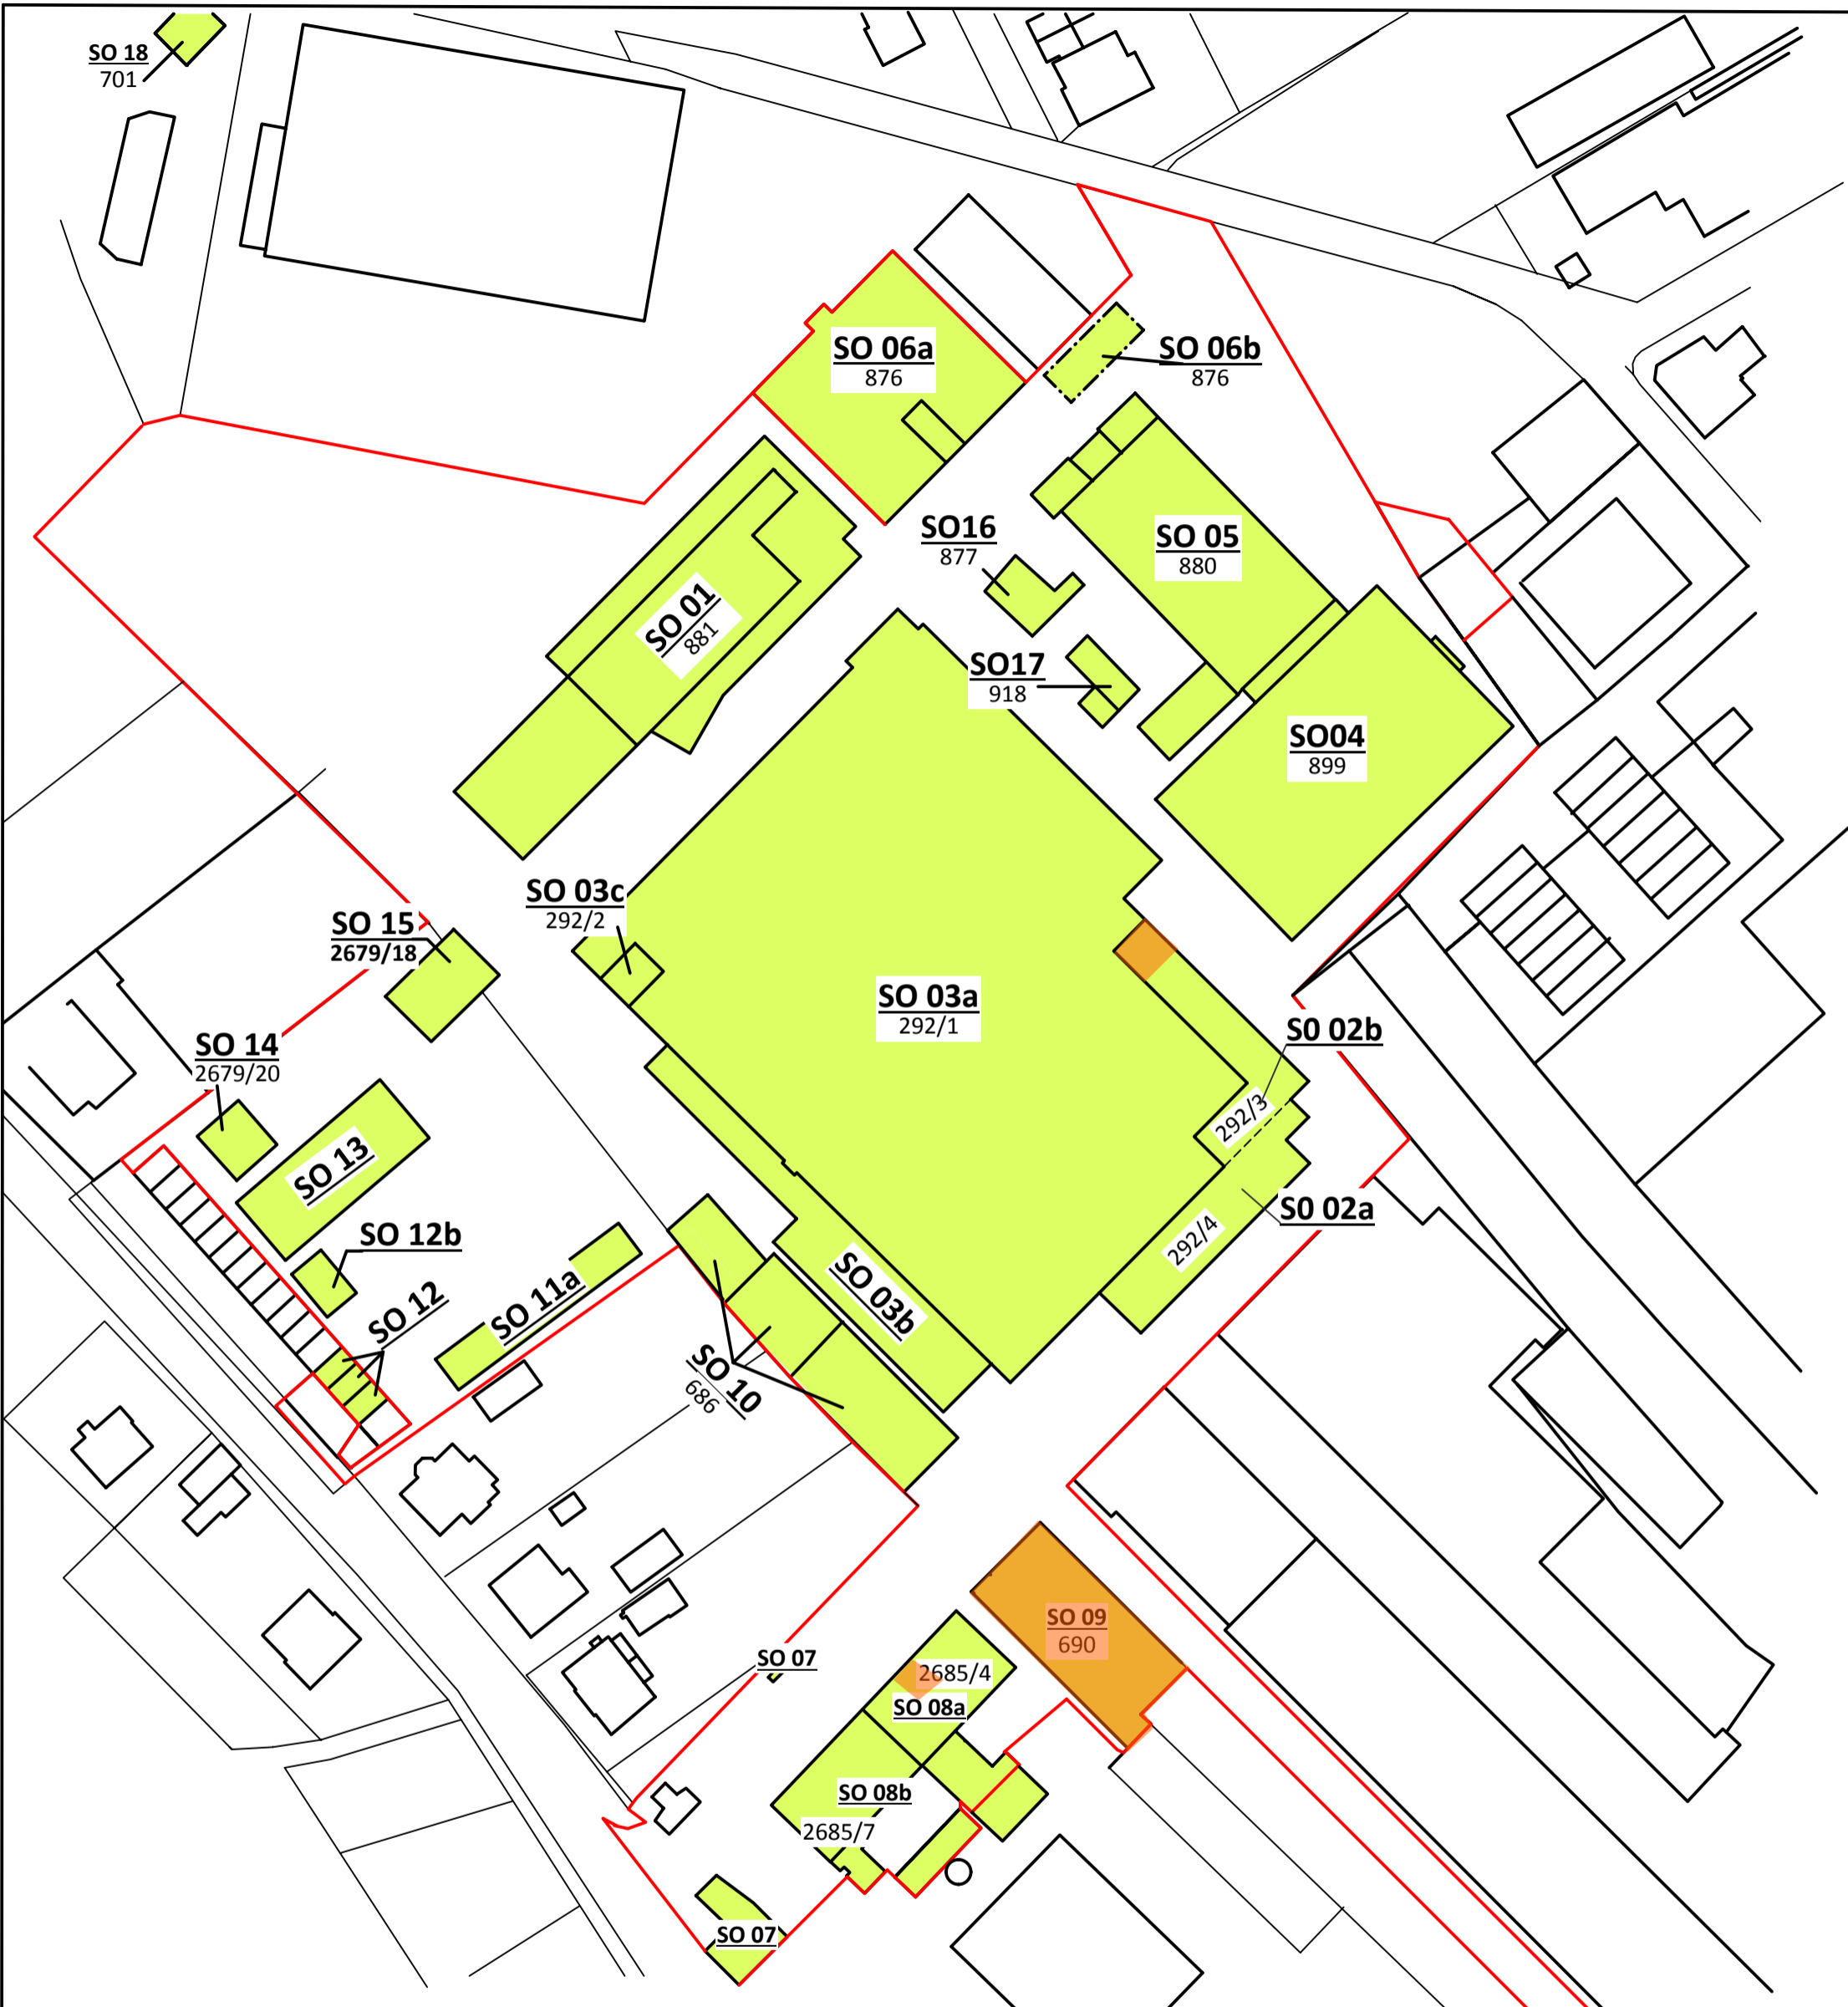 SO 18
701
SO 06a
876
SO 06b
876
SO16
877
SO 05
880
SO 01
881
SO17
918
SO04
899
SO 03c
292/2
SO 15
2679/18
SO 03a
292/1
S0 02b
SO 14
2679/20
292/3
SO 13
S0 02a
292/4
SO 12b
SO 12
SO 11a
SO 03b
SO 10
686
SO 09
690
SO 07
2685/4
SO 08a
SO 08b
2685/7
SO 07